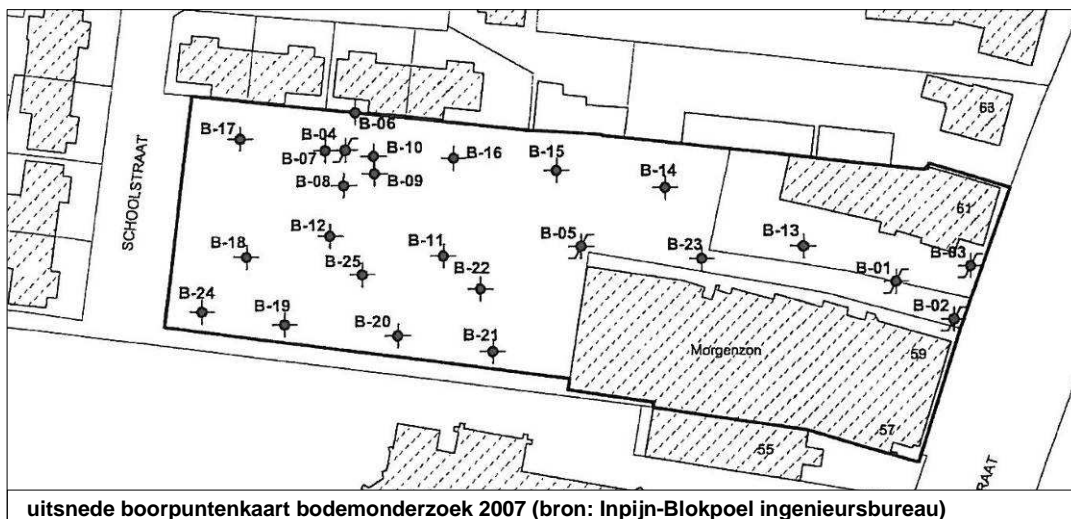 63
B-06
B-17
B-04
B-10
B-16
B-07
B-15
B-08
B-09
B-14
61
SCHOOLSTRAAT
B-12
B-11
B-05
B-13
B-18
B-23
B-03
B-25
B-22
B-01
B-24
B-02
B-19
B-20
B-21
Morgenzon
59
57
55
RAAT
uitsnede boorpuntenkaart bodemonderzoek 2007 (bron: Inpijn-Blokpoel ingenieursbureau)